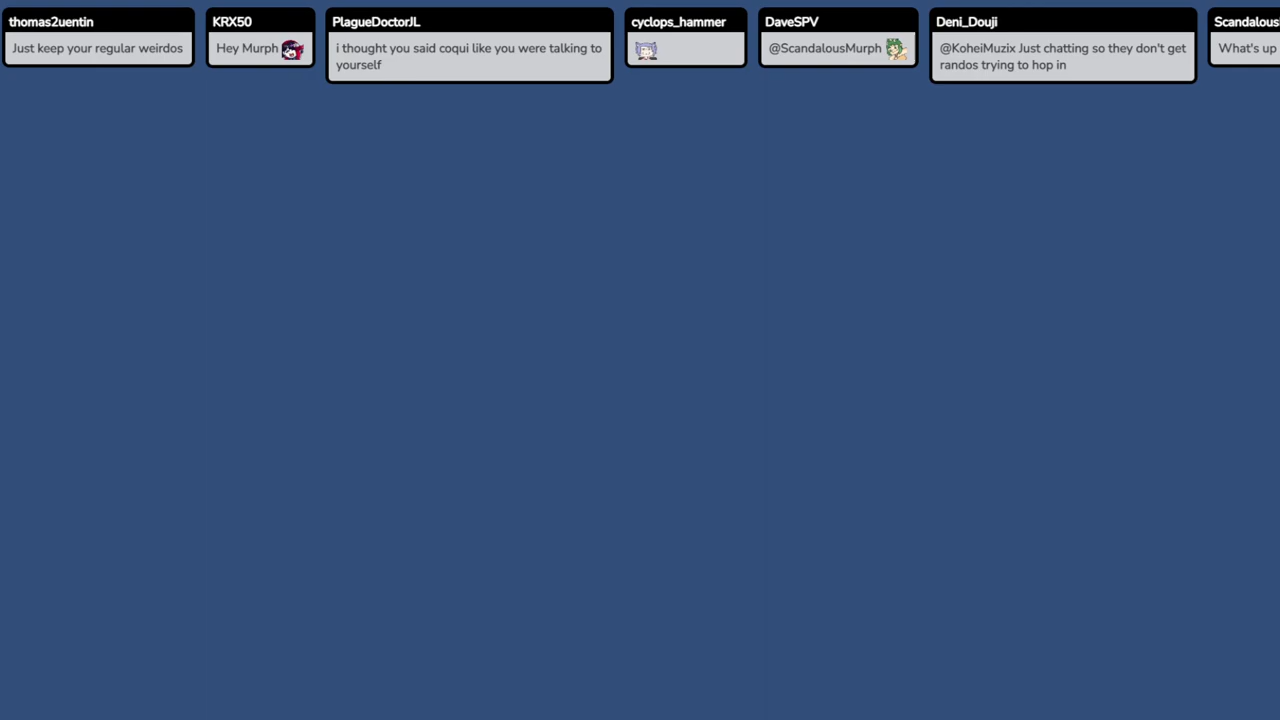 thomas2uentin
Just keep your regular weirdos
KRX50
Hey Murph
PlagueDoctorJL
i thought you said coqui like you were talking to
yourself
cyclops_hammer
DaveSPV
@ScandalousMurph
Deni_Douji
@KoheiMuzix Just chatting so they don't get
randos trying to hop in
Scandalous
What's up